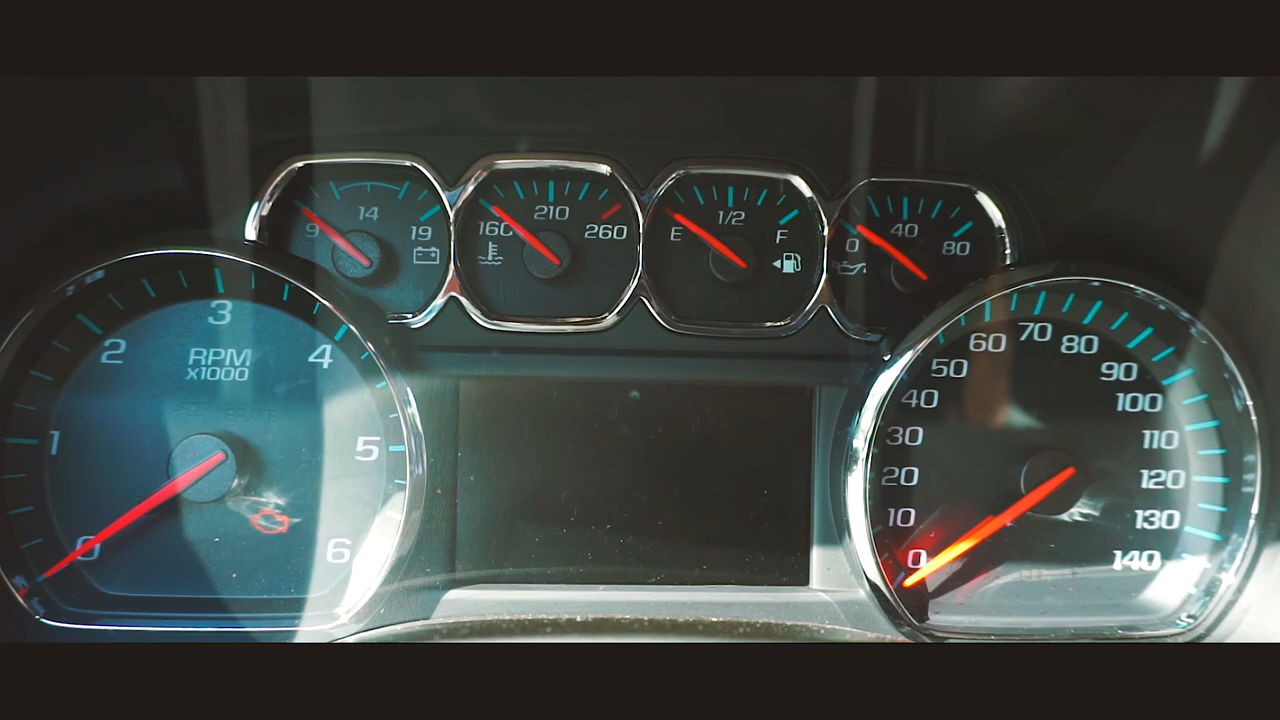 9 14 19
160 210 260
E 1/2 F
0 40 80
0 1 2 3 4 5 6
RPM
x1000
0 10 20 30 40 50 60 70 80 90 100 110 120 130 140